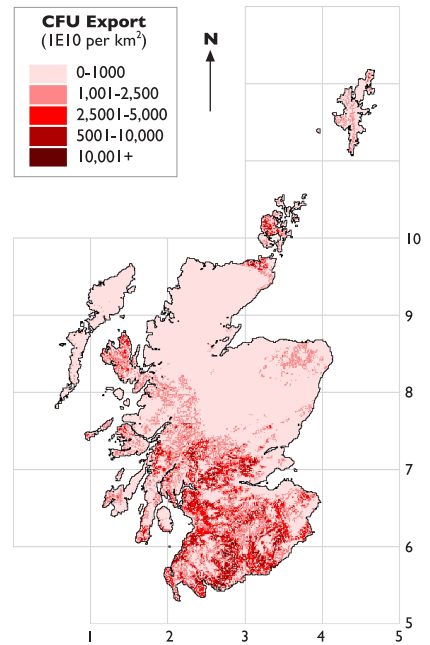 CFU Export
(1E10 per km²)
0-1000
1,001-2,500
2,5001-5,000
5001-10,000
10,001+
N
10
9
8
7
6
5
1 2 3 4 5